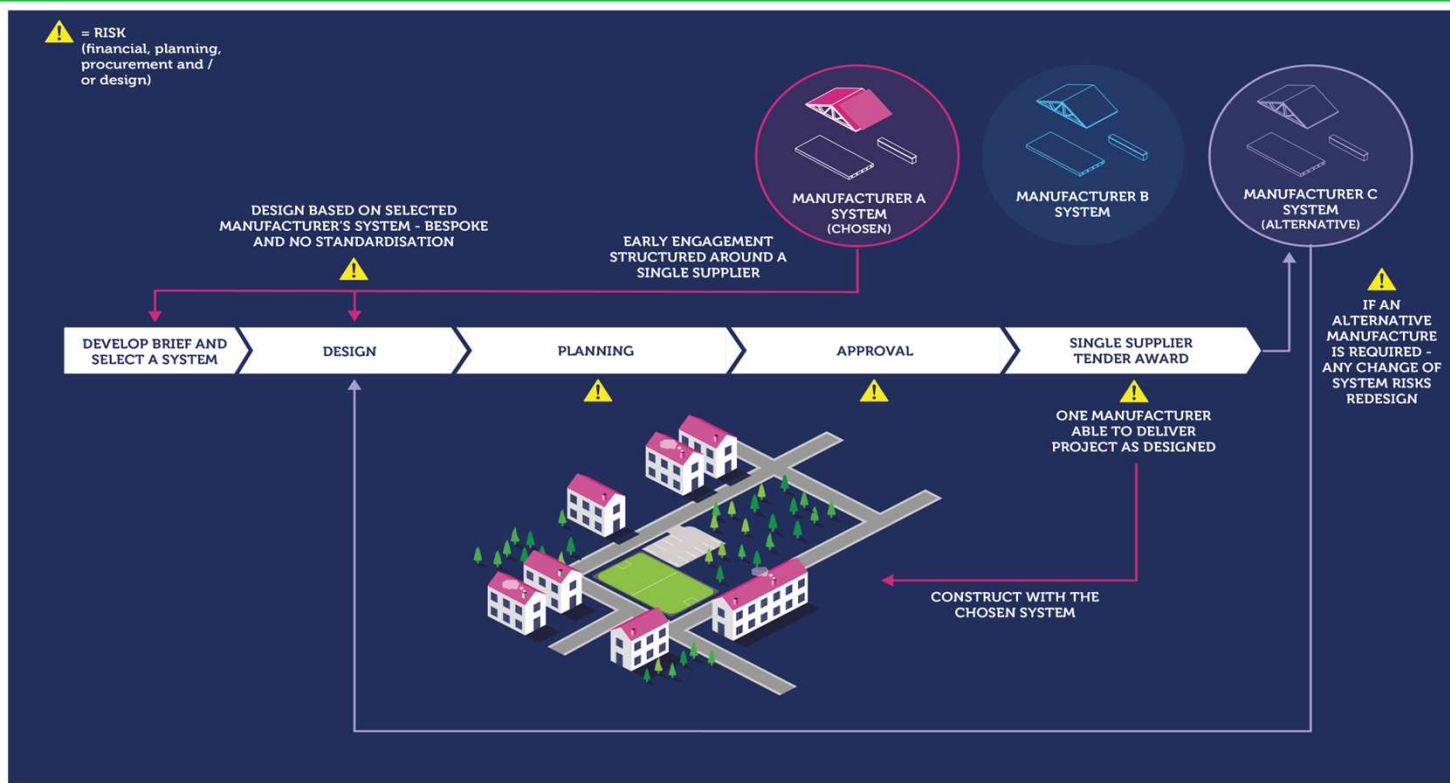 = RISK
(financial, planning,
procurement and /
or design)
MANUFACTURER A
SYSTEM
(CHOSEN)
MANUFACTURER B
SYSTEM
MANUFACTURER C
SYSTEM
(ALTERNATIVE)
DESIGN BASED ON SELECTED
MANUFACTURER'S SYSTEM - BESPOKE
AND NO STANDARDISATION
EARLY ENGAGEMENT
STRUCTURED AROUND A
SINGLE SUPPLIER
IF AN
ALTERNATIVE
MANUFACTURE
IS REQUIRED -
ANY CHANGE OF
SYSTEM RISKS
REDESIGN
DEVELOP BRIEF AND
SELECT A SYSTEM
DESIGN
PLANNING
APPROVAL
SINGLE SUPPLIER
TENDER AWARD
ONE MANUFACTURER
ABLE TO DELIVER
PROJECT AS DESIGNED
CONSTRUCT WITH THE
CHOSEN SYSTEM